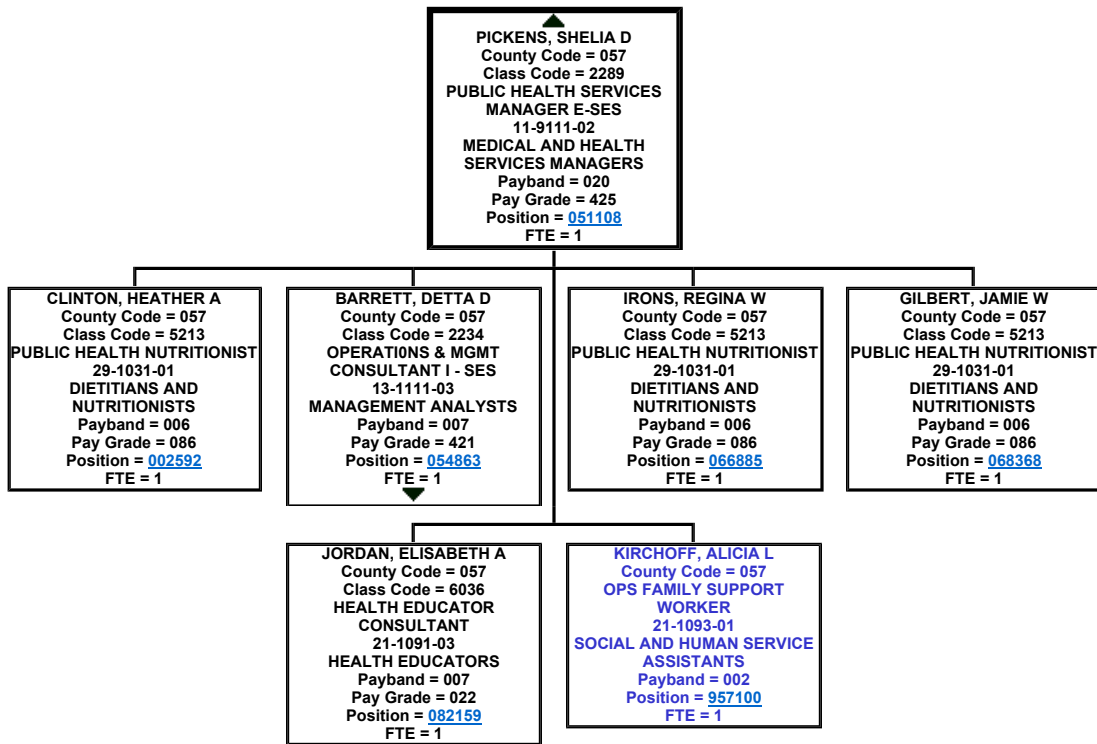 PICKENS, SHELIA D
County Code = 057
Class Code = 2289
PUBLIC HEALTH SERVICES
MANAGER E-SES
11-9111-02
MEDICAL AND HEALTH
SERVICES MANAGERS
Payband = 020
Pay Grade = 425
Position = 051108
FTE = 1
CLINTON, HEATHER A
County Code = 057
Class Code = 5213
PUBLIC HEALTH NUTRITIONIST
29-1031-01
DIETITIANS AND
NUTRITIONISTS
Payband = 006
Pay Grade = 086
Position = 002592
FTE = 1
BARRETT, DETTA D
County Code = 057
Class Code = 2234
OPERATI0NS & MGMT
CONSULTANT I - SES
13-1111-03
MANAGEMENT ANALYSTS
Payband = 007
Pay Grade = 421
Position = 054863
FTE = 1
IRONS, REGINA W
County Code = 057
Class Code = 5213
PUBLIC HEALTH NUTRITIONIST
29-1031-01
DIETITIANS AND
NUTRITIONISTS
Payband = 006
Pay Grade = 086
Position = 066885
FTE = 1
GILBERT, JAMIE W
County Code = 057
Class Code = 5213
PUBLIC HEALTH NUTRITIONIST
29-1031-01
DIETITIANS AND
NUTRITIONISTS
Payband = 006
Pay Grade = 086
Position = 068368
FTE = 1
JORDAN, ELISABETH A
County Code = 057
Class Code = 6036
HEALTH EDUCATOR
CONSULTANT
21-1091-03
HEALTH EDUCATORS
Payband = 007
Pay Grade = 022
Position = 082159
FTE = 1
KIRCHOFF, ALICIA L
County Code = 057
OPS FAMILY SUPPORT
WORKER
21-1093-01
SOCIAL AND HUMAN SERVICE
ASSISTANTS
Payband = 002
Position = 957100
FTE = 1